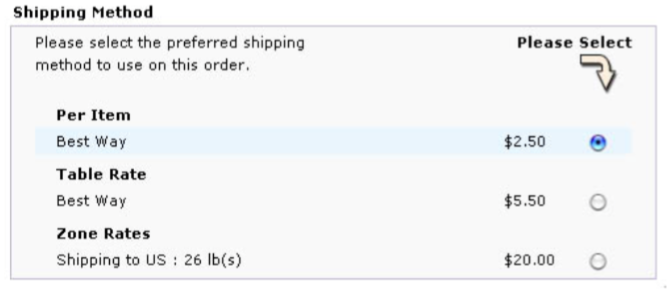 Shipping Method
Please select the preferred shipping Please Select
method to use on this order.
Per Item
Best Way $2.50
Table Rate
Best Way $5.50
Zone Rates
Shipping to US : 26 lb(s) $20.00